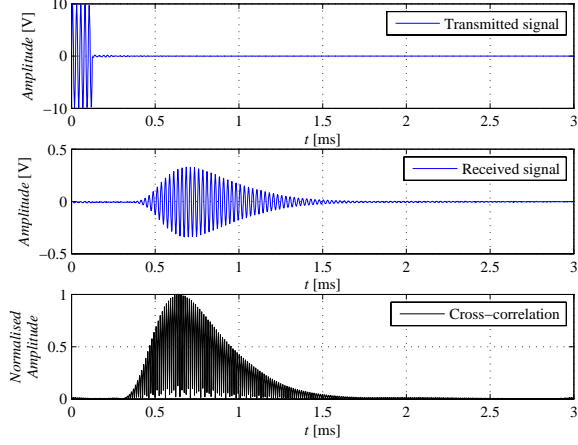 10
0
−10
Amplitude [V]
Transmitted signal
0 0.5 1 1.5 2 2.5 3
t [ms]
0.5
0
−0.5
Amplitude [V]
Received signal
0 0.5 1 1.5 2 2.5 3
t [ms]
1
0.5
0
Normalised
Amplitude
Cross−correlation
0 0.5 1 1.5 2 2.5 3
t [ms]